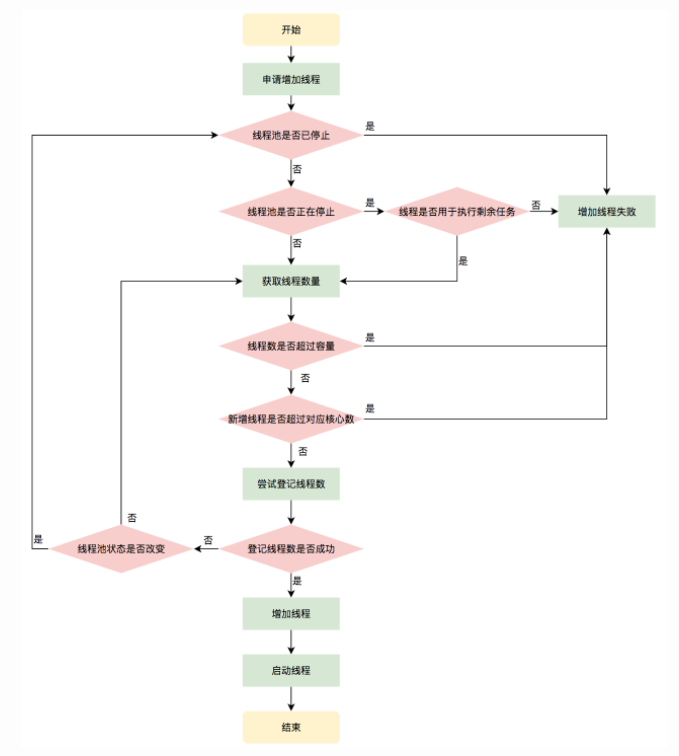 开始
申请增加线程
线程池是否已停止
是
否
线程池是否正在停止
是
线程是否用于执行剩余任务
否
增加线程失败
否
是
获取线程数量
线程数是否超过容量
是
否
新增线程是否超过对应核心数
是
否
尝试登记线程数
否
是
线程池状态是否改变
否
登记线程数是否成功
是
增加线程
启动线程
结束